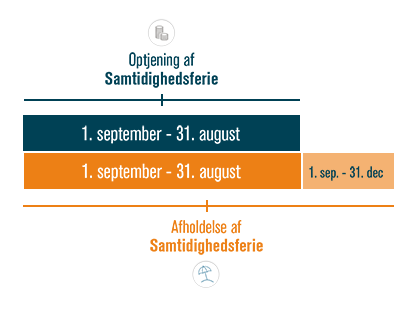 Optjening af
Samtidighedsferie
1. september - 31. august
1. september - 31. august
1. sep. - 31. dec
Afholdelse af
Samtidighedsferie